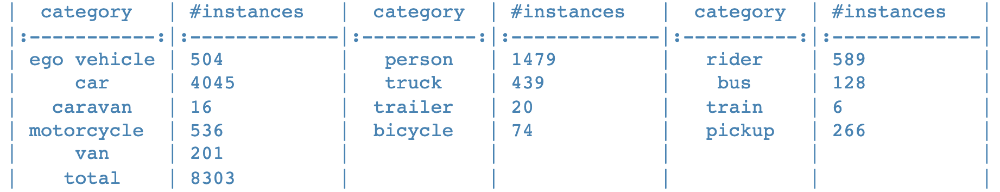 |  category   | #instances   |  category  | #instances   |  category  | #instances   |
|:-----------:|:-------------|:----------:|:-------------|:----------:|:-------------|
| ego vehicle | 504          |   person   | 1479         |   rider    | 589          |
|     car     | 4045         |   truck    | 439          |    bus     | 128          |
|   caravan   | 16           |  trailer   | 20           |   train    | 6            |
| motorcycle  | 536          |  bicycle   | 74           |   pickup   | 266          |
|     van     | 201          |            |              |            |              |
|    total    | 8303         |            |              |            |              |